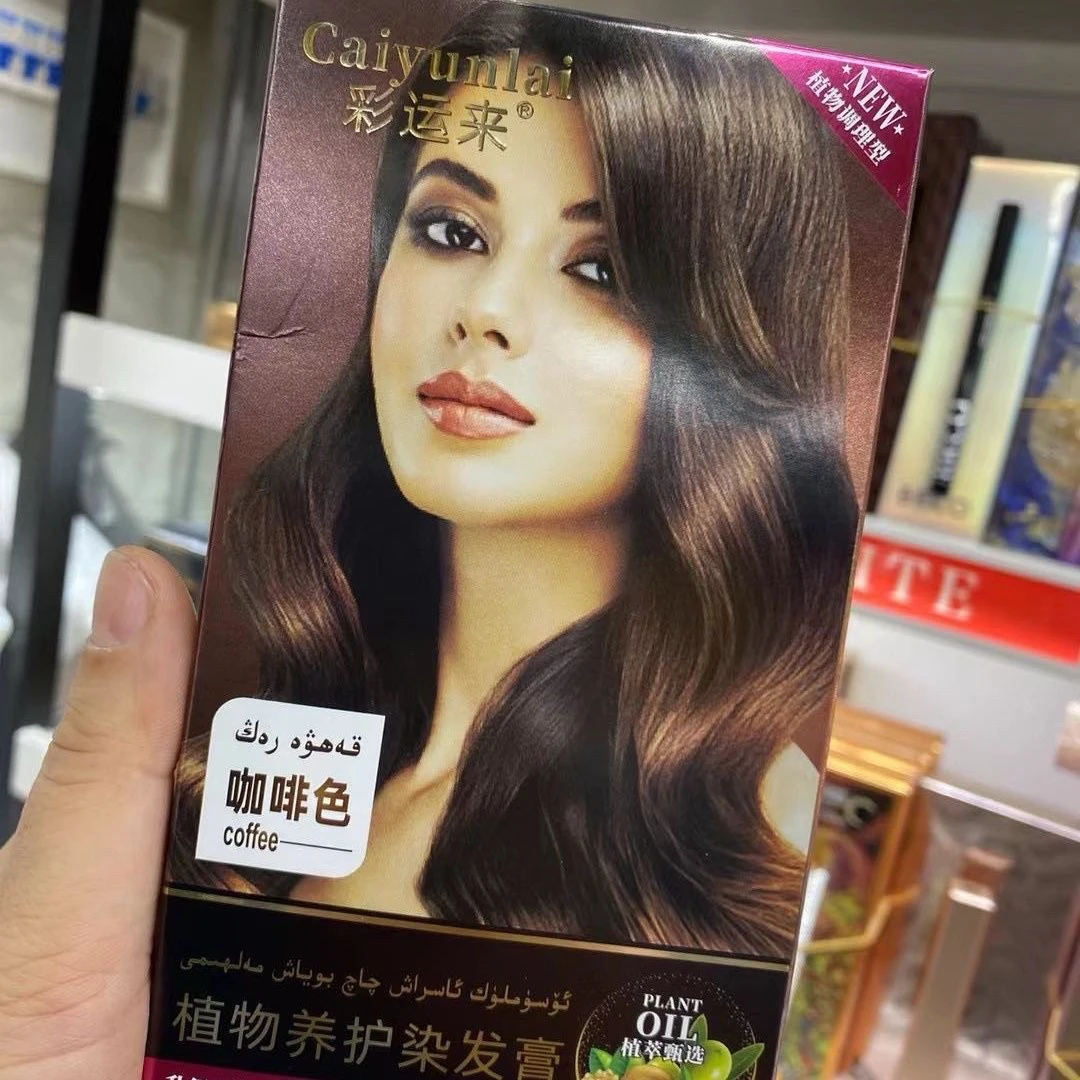 Caiyunlai
彩运来®
NEW
植物调理型
قەھۋە رەڭ
咖啡色
coffee
ئۆسۈملۈك ئاسراش چاچ بوياش مەلھىمى
植物养护染发膏
PLANT
OIL
植萃甄选
ITE